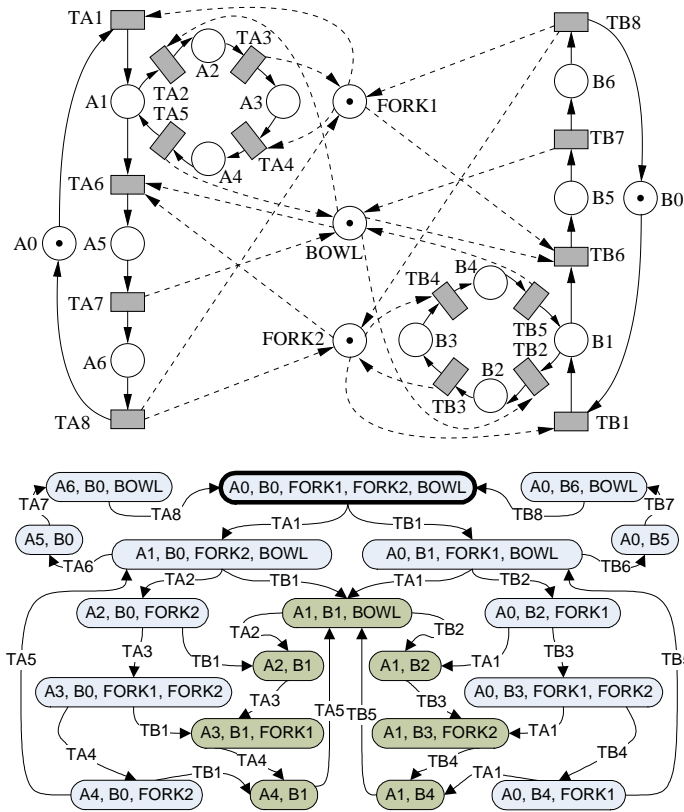 TA1
TB8
A2
TA3
A1
TA2
TA5
A3
FORK1
B6
A4
TA4
TB7
TA6
B5
B0
A0
A5
BOWL
TB6
TB4
B4
TA7
TB5
FORK2
B3
TB2
B1
A6
B2
TB3
TA8
TB1
A6, B0, BOWL
A0, B0, FORK1, FORK2, BOWL
A0, B6, BOWL
TA7
TA8
TB8
TB7
TA1
TB1
A5, B0
A0, B5
A1, B0, FORK2, BOWL
A0, B1, FORK1, BOWL
TA6
TB6
TA2
TB1
TA1
TB2
A2, B0, FORK2
A1, B1, BOWL
A0, B2, FORK1
TA5
TA2
TB2
TA3
TB3
TB5
TB1
A2, B1
A1, B2
TA1
A3, B0, FORK1, FORK2
TA3
TB3
A0, B3, FORK1, FORK2
TA5
TB5
TB1
A3, B1, FORK1
A1, B3, FORK2
TA1
TA4
TA4
TB4
TB4
TB1
TA1
A4, B0, FORK2
A4, B1
A1, B4
A0, B4, FORK1